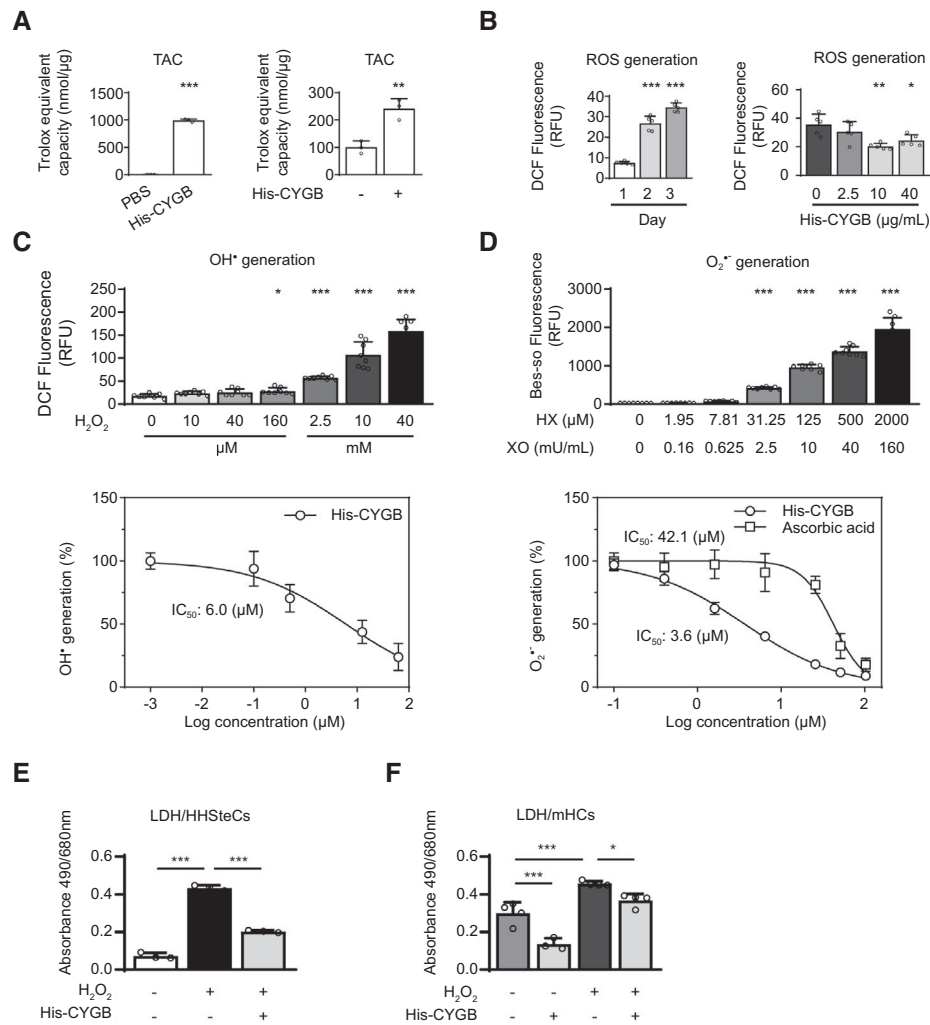 A
TAC
***
Trolox equivalent
capacity (nmol/µg)
1500
1000
500
0
PBS
His-CYGB
TAC
**
Trolox equivalent
capacity (nmol/µg)
300
200
100
0
His-CYGB - +
B
ROS generation
*** ***
DCF Fluorescence
(RFU)
40
30
20
10
0
1 2 3
Day
ROS generation
** *
DCF Fluorescence
(RFU)
60
40
20
0
0 2.5 10 40
His-CYGB (µg/mL)
C
OH• generation
* *** *** ***
DCF Fluorescence
(RFU)
250
200
150
100
50
0
H2O2 0 10 40 160 2.5 10 40
µM mM
150
100
50
0
OH• generation (%)
His-CYGB
IC50: 6.0 (µM)
-3 -2 -1 0 1 2
Log concentration (µM)
D
O2•- generation
*** *** *** ***
Bes-so Fluorescence
(RFU)
3000
2000
1000
0
HX (µM) 0 1.95 7.81 31.25 125 500 2000
XO (mU/mL) 0 0.16 0.625 2.5 10 40 160
150
100
50
0
O2•- generation (%)
His-CYGB
Ascorbic acid
IC50: 42.1 (µM)
IC50: 3.6 (µM)
-1 0 1 2
Log concentration (µM)
E
LDH/HHSteCs
*** ***
Absorbance 490/680nm
0.6
0.4
0.2
0.0
H2O2 - + +
His-CYGB - - +
F
LDH/mHCs
*** *
***
Absorbance 490/680nm
0.6
0.4
0.2
0.0
H2O2 - - + +
His-CYGB - + - +